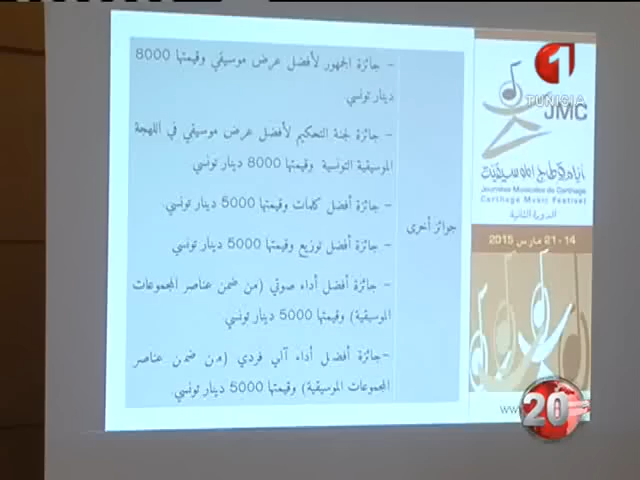 جوائز أخرى
- جائزة الجمهور لأفضل عرض موسيقي وقيمتها 8000
دينار تونسي
- جائزة لجنة التحكيم لأفضل عرض موسيقي في اللهجة
الموسيقية التونسية وقيمتها 8000 دينار تونسي
- جائزة أفضل كلمات وقيمتها 5000 دينار تونسي.
- جائزة أفضل توزيع وقيمتها 5000 دينار تونسي
- جائزة أفضل أداء صوتي (من ضمن عناصر المجموعات
الموسيقية) وقيمتها 5000 دينار تونسي
- جائزة أفضل أداء آلي فردي (من ضمن عناصر
المجموعات الموسيقية) وقيمتها 5000 دينار تونسي
1
TUNISIA
JMC
أيام قرطاج الموسيقية
Journées Musicales de Carthage
Carthage Music Festival
الدورة الثانية
14 - 21 مارس 2015
www.
20